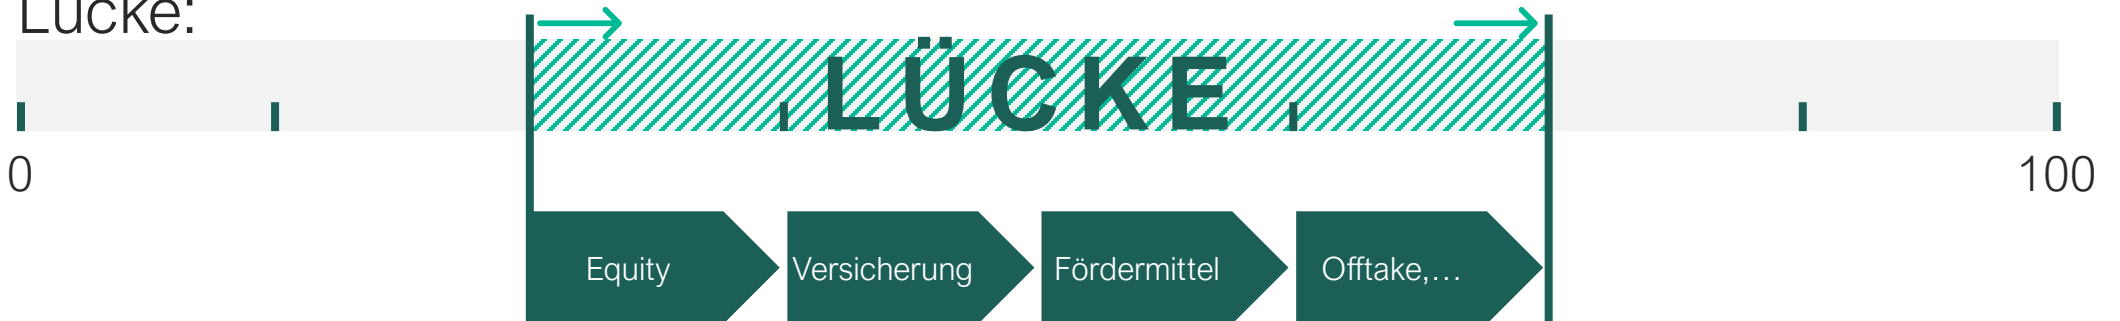 Lücke:
LÜCKE
0
100
Equity
Versicherung
Fördermittel
Offtake,...